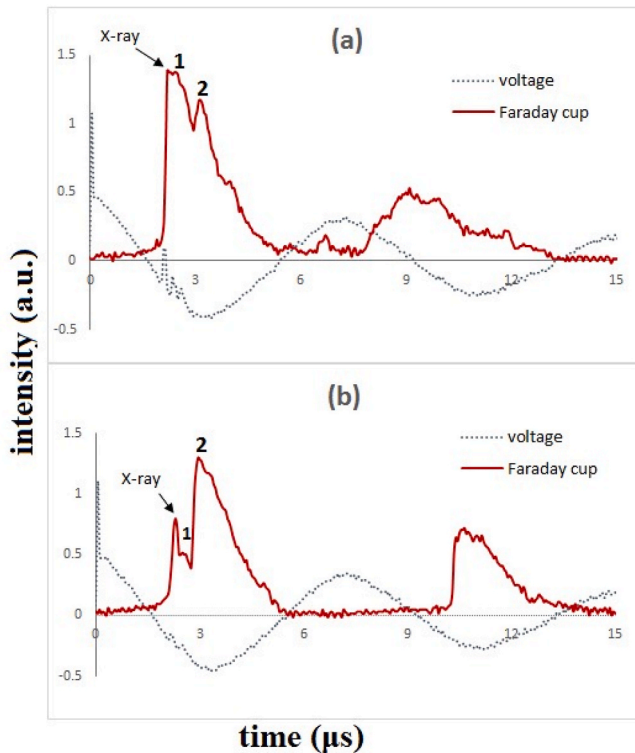 (a)
X-ray
1
2
voltage
Faraday cup
1.5
1
0.5
0
-0.5
0
3
6
9
12
15
(b)
X-ray
1
2
voltage
Faraday cup
1.5
1
0.5
0
-0.5
0
3
6
9
12
15
intensity (a.u.)
time (μs)